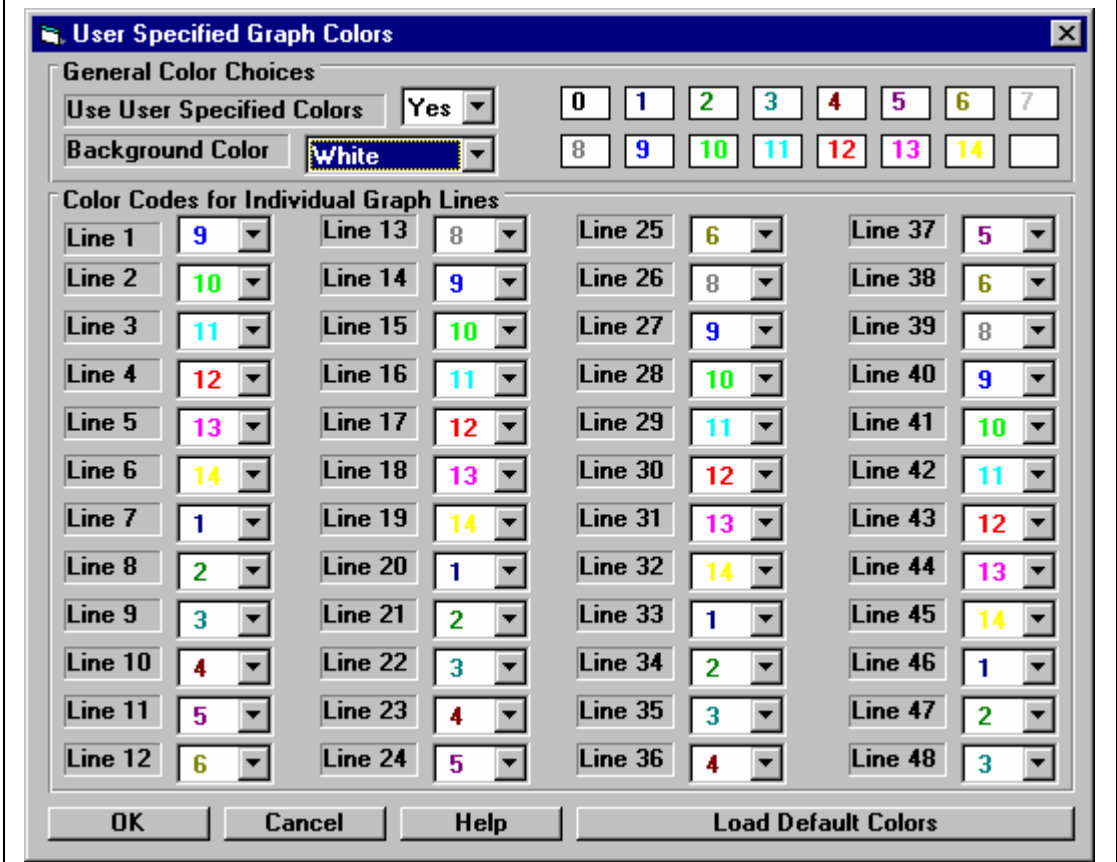 User Specified Graph Colors
General Color Choices
Use User Specified Colors Yes 0 1 2 3 4 5 6 7
Background Color White 8 9 10 11 12 13 14
Color Codes for Individual Graph Lines
Line 1 9 Line 13 8 Line 25 6 Line 37 5
Line 2 10 Line 14 9 Line 26 8 Line 38 6
Line 3 11 Line 15 10 Line 27 9 Line 39 8
Line 4 12 Line 16 11 Line 28 10 Line 40 9
Line 5 13 Line 17 12 Line 29 11 Line 41 10
Line 6 14 Line 18 13 Line 30 12 Line 42 11
Line 7 1 Line 19 14 Line 31 13 Line 43 12
Line 8 2 Line 20 1 Line 32 14 Line 44 13
Line 9 3 Line 21 2 Line 33 1 Line 45 14
Line 10 4 Line 22 3 Line 34 2 Line 46 1
Line 11 5 Line 23 4 Line 35 3 Line 47 2
Line 12 6 Line 24 5 Line 36 4 Line 48 3
OK Cancel Help Load Default Colors